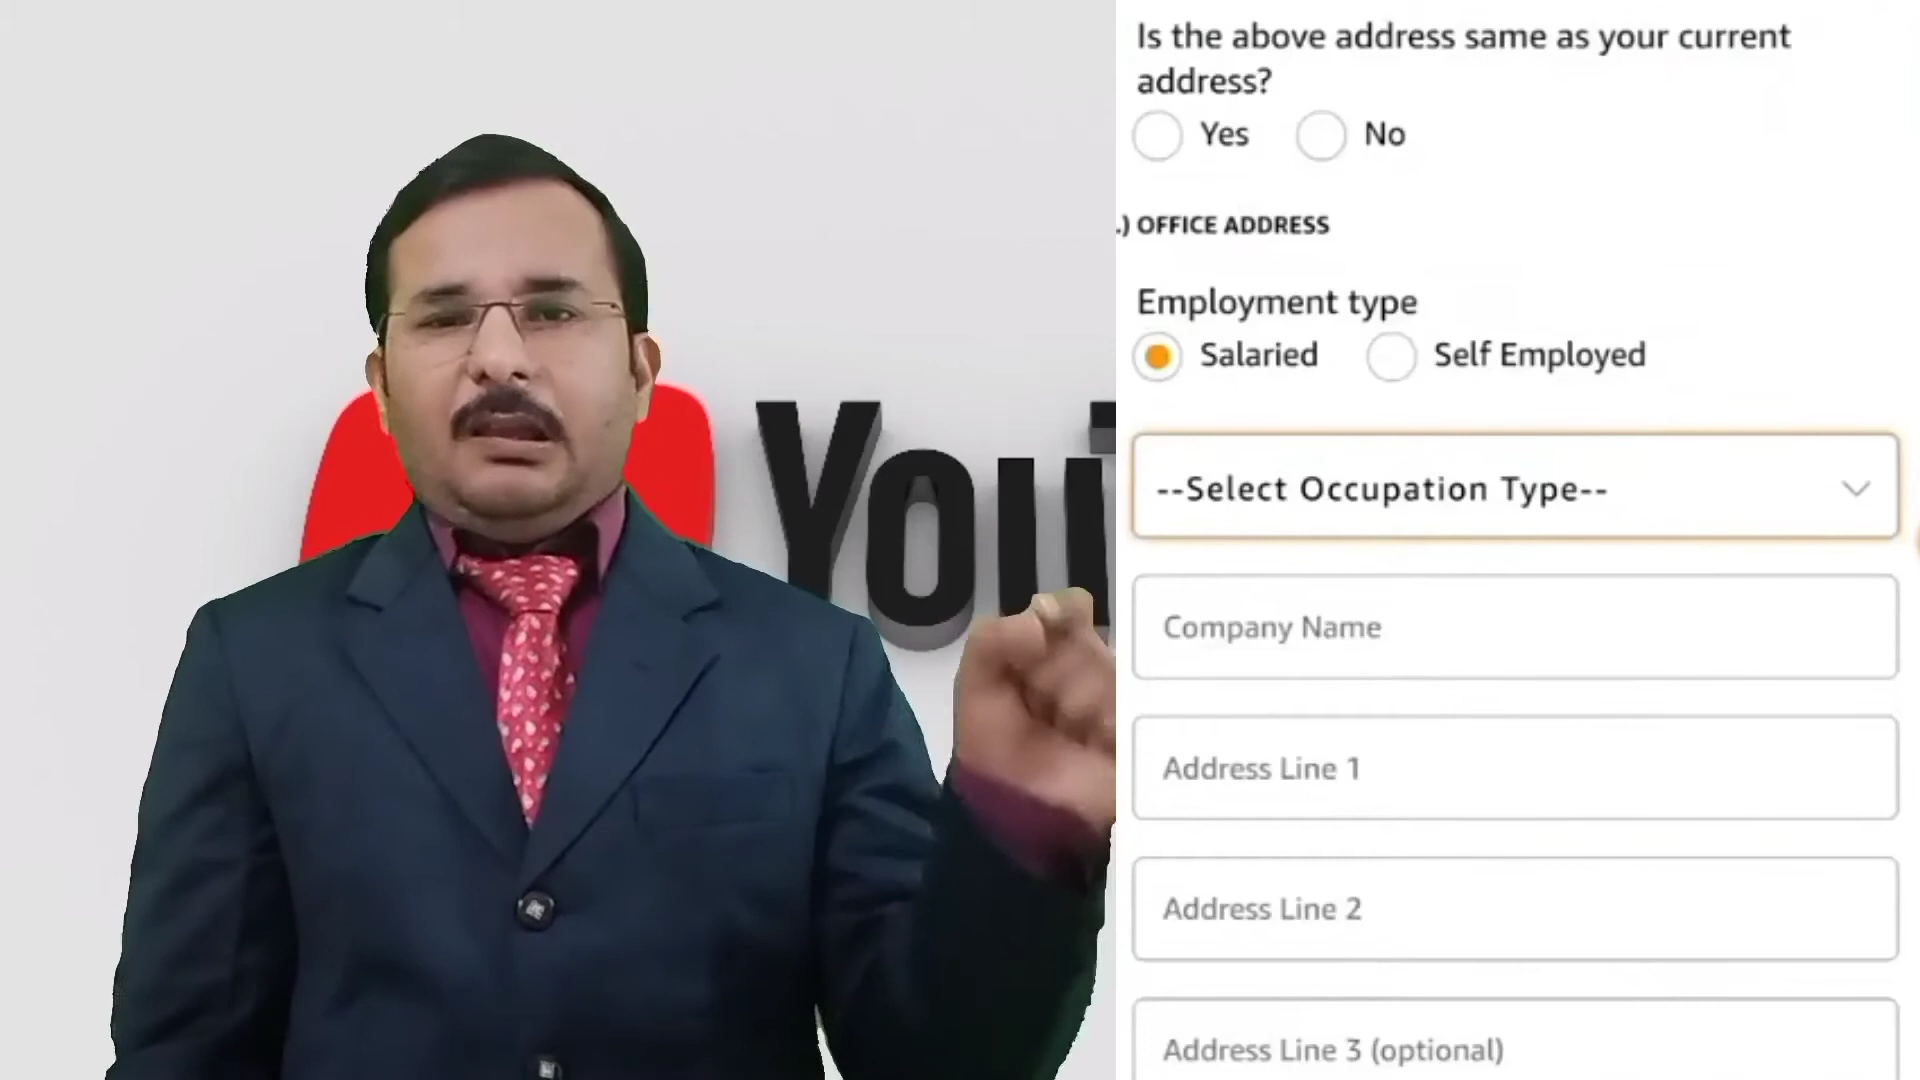 You
Is the above address same as your current
address?
Yes No
.) OFFICE ADDRESS
Employment type
Salaried Self Employed
--Select Occupation Type--
Company Name
Address Line 1
Address Line 2
Address Line 3 (optional)